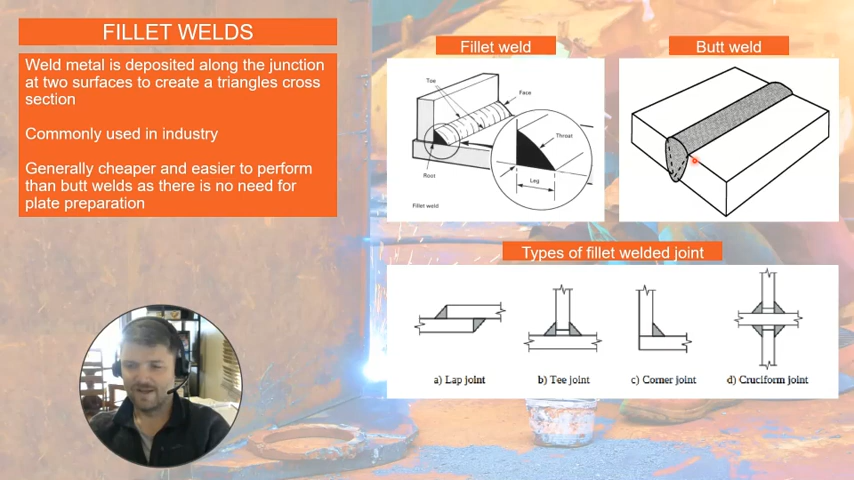 FILLET WELDS
Weld metal is deposited along the junction
at two surfaces to create a triangles cross
section
Commonly used in industry
Generally cheaper and easier to perform
than butt welds as there is no need for
plate preparation
Fillet weld
Toe
Face
Throat
Root
Leg
Fillet weld
Butt weld
Types of fillet welded joint
a) Lap joint
b) Tee joint
c) Corner joint
d) Cruciform joint